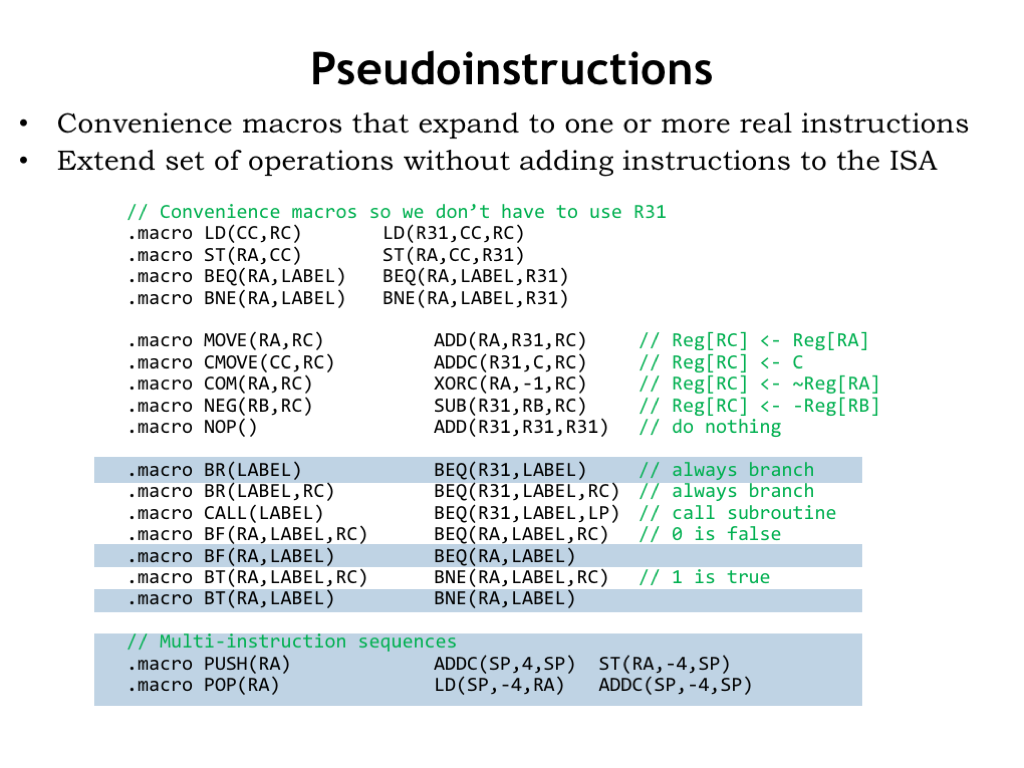 Pseudoinstructions
• Convenience macros that expand to one or more real instructions
• Extend set of operations without adding instructions to the ISA
// Convenience macros so we don’t have to use R31
.macro LD(CC,RC) LD(R31,CC,RC)
.macro ST(RA,CC) ST(RA,CC,R31)
.macro BEQ(RA,LABEL) BEQ(RA,LABEL,R31)
.macro BNE(RA,LABEL) BNE(RA,LABEL,R31)
.macro MOVE(RA,RC) ADD(RA,R31,RC) // Reg[RC] <- Reg[RA]
.macro CMOVE(CC,RC) ADDC(R31,C,RC) // Reg[RC] <- C
.macro COM(RA,RC) XORC(RA,-1,RC) // Reg[RC] <- ~Reg[RA]
.macro NEG(RB,RC) SUB(R31,RB,RC) // Reg[RC] <- -Reg[RB]
.macro NOP() ADD(R31,R31,R31) // do nothing
.macro BR(LABEL) BEQ(R31,LABEL) // always branch
.macro BR(LABEL,RC) BEQ(R31,LABEL,RC) // always branch
.macro CALL(LABEL) BEQ(R31,LABEL,LP) // call subroutine
.macro BF(RA,LABEL,RC) BEQ(RA,LABEL,RC) // 0 is false
.macro BF(RA,LABEL) BEQ(RA,LABEL)
.macro BT(RA,LABEL,RC) BNE(RA,LABEL,RC) // 1 is true
.macro BT(RA,LABEL) BNE(RA,LABEL)
// Multi-instruction sequences
.macro PUSH(RA) ADDC(SP,4,SP) ST(RA,-4,SP)
.macro POP(RA) LD(SP,-4,RA) ADDC(SP,-4,SP)